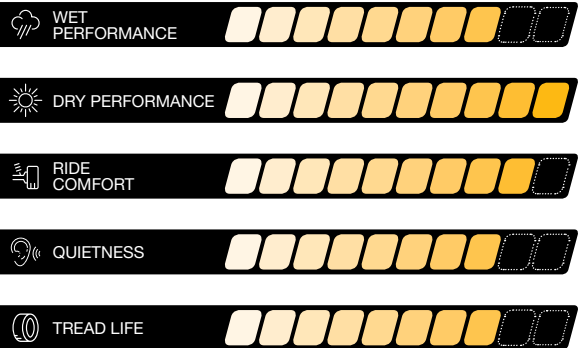 WET
PERFORMANCE
DRY PERFORMANCE
RIDE
COMFORT
QUIETNESS
TREAD LIFE